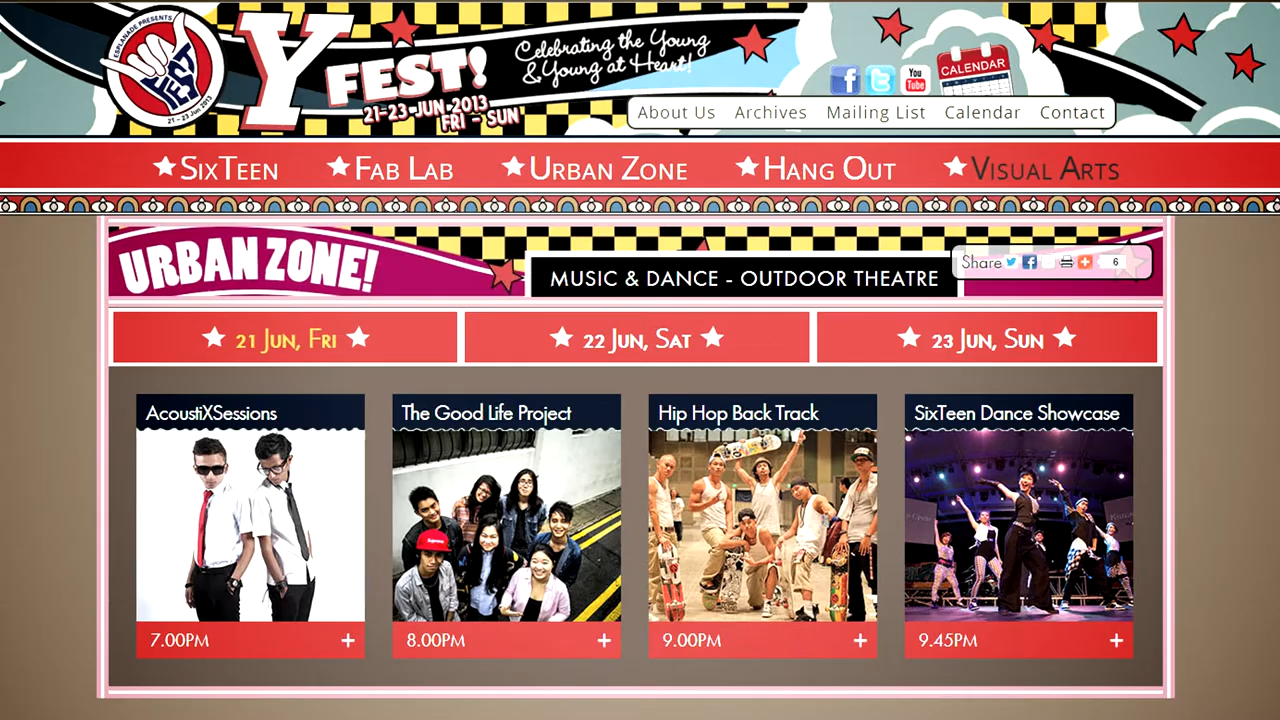 ESPLANADE PRESENTS
Y FEST
21 - 23 Jun 2013
Y FEST!
21-23-JUN 2013
FRI - SUN
Celebrating the Young
& Young at Heart!
You
Tube
CALENDAR
About Us Archives Mailing List Calendar Contact
SixTeen Fab Lab Urban Zone Hang Out Visual Arts
URBAN ZONE!
MUSIC & DANCE - OUTDOOR THEATRE
Share 6
21 Jun, Fri 22 Jun, Sat 23 Jun, Sun
AcoustiXSessions The Good Life Project Hip Hop Back Track SixTeen Dance Showcase
Supreme
7.00PM + 8.00PM + 9.00PM + 9.45PM +